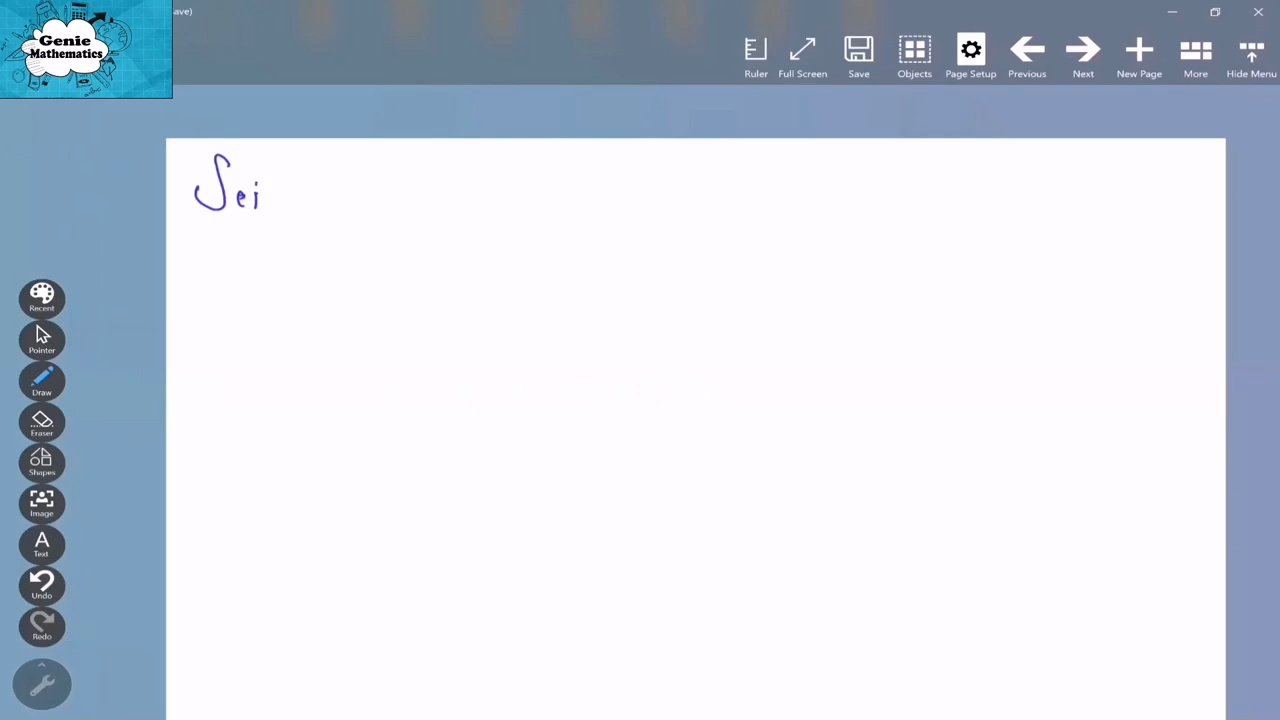 Genie
Mathematics
ave)
Ruler
Full Screen
Save
Objects
Page Setup
Previous
Next
New Page
More
Hide Menu
Sei
Recent
Pointer
Draw
Eraser
Shapes
Image
A
Text
Undo
Redo